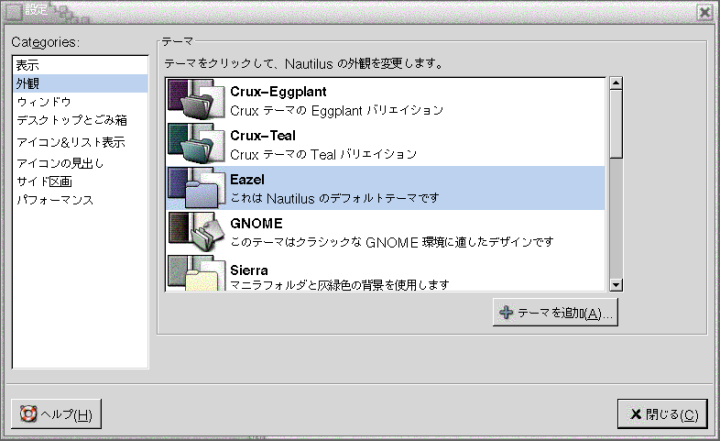 設定
Categories:
表示
外観
ウィンドウ
デスクトップとごみ箱
アイコン&リスト表示
アイコンの見出し
サイド区画
パフォーマンス
テーマ
テーマをクリックして、Nautilus の外観を変更します。
Crux-Eggplant
Crux テーマの Eggplant バリエイション
Crux-Teal
Crux テーマの Teal バリエイション
Eazel
これは Nautilus のデフォルトテーマです
GNOME
このテーマはクラシックな GNOME 環境に連したデザインです
Sierra
マニラフォルダと灰緑色の背景を使用します
テーマを追加(A)...
ヘルプ(H)
閉じる(C)